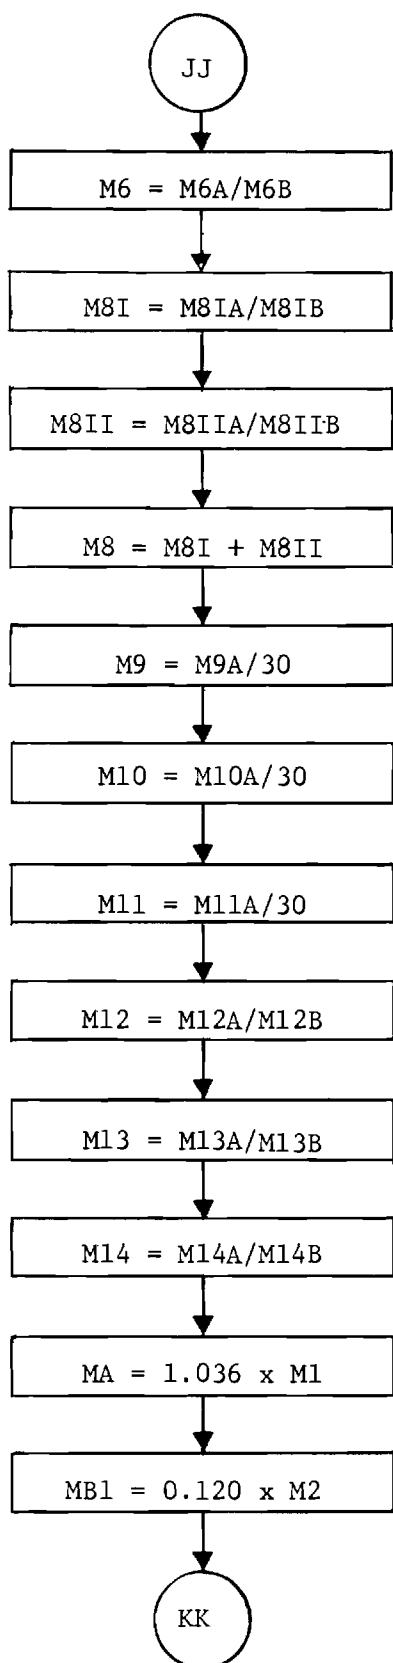 JJ
M6 = M6A/M6B
M8I = M8IA/M8IB
M8II = M8IIA/M8IIB
M8 = M8I + M8II
M9 = M9A/30
M10 = M10A/30
M11 = M11A/30
M12 = M12A/M12B
M13 = M13A/M13B
M14 = M14A/M14B
MA = 1.036 x M1
MB1 = 0.120 x M2
KK